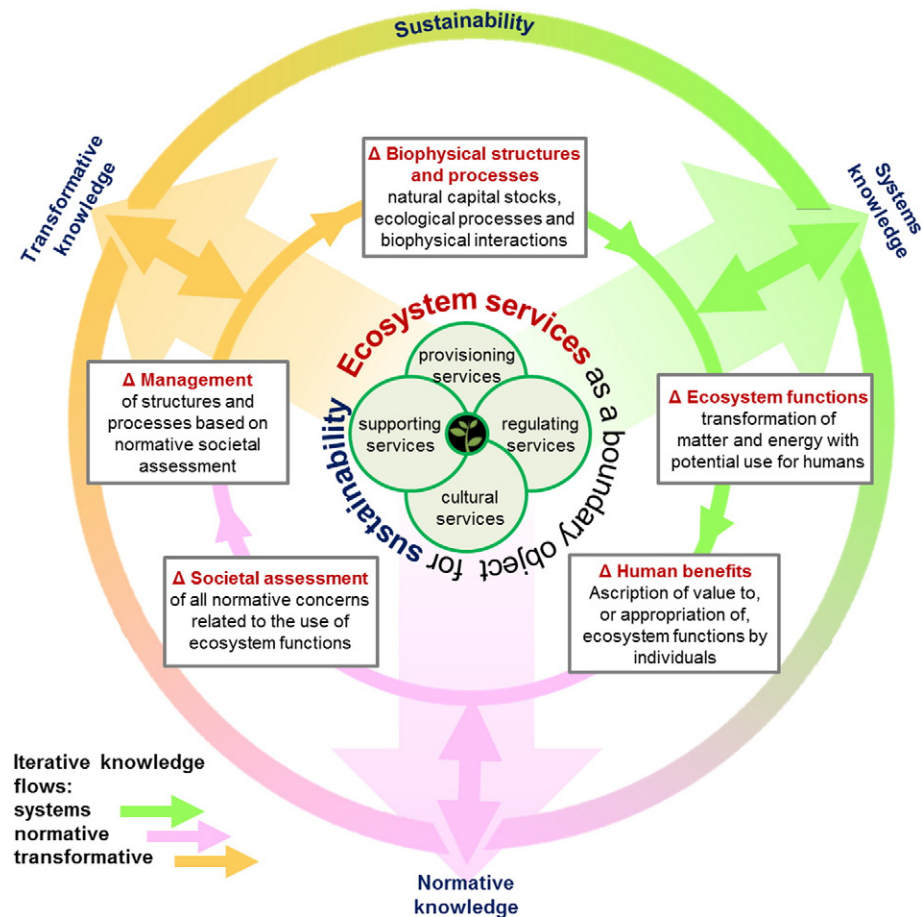 Sustainability
Transformative
knowledge
Systems
knowledge
Δ Biophysical structures
and processes
natural capital stocks,
ecological processes and
biophysical interactions
Ecosystem services as a boundary object for sustainability
provisioning
services
supporting
services
regulating
services
cultural
services
Δ Management
of structures and
processes based on
normative societal
assessment
Δ Ecosystem functions
transformation of
matter and energy with
potential use for humans
Δ Societal assessment
of all normative concerns
related to the use of
ecosystem functions
Δ Human benefits
Ascription of value to,
or appropriation of,
ecosystem functions by
individuals
Iterative knowledge
flows:
systems
normative
transformative
Normative
knowledge